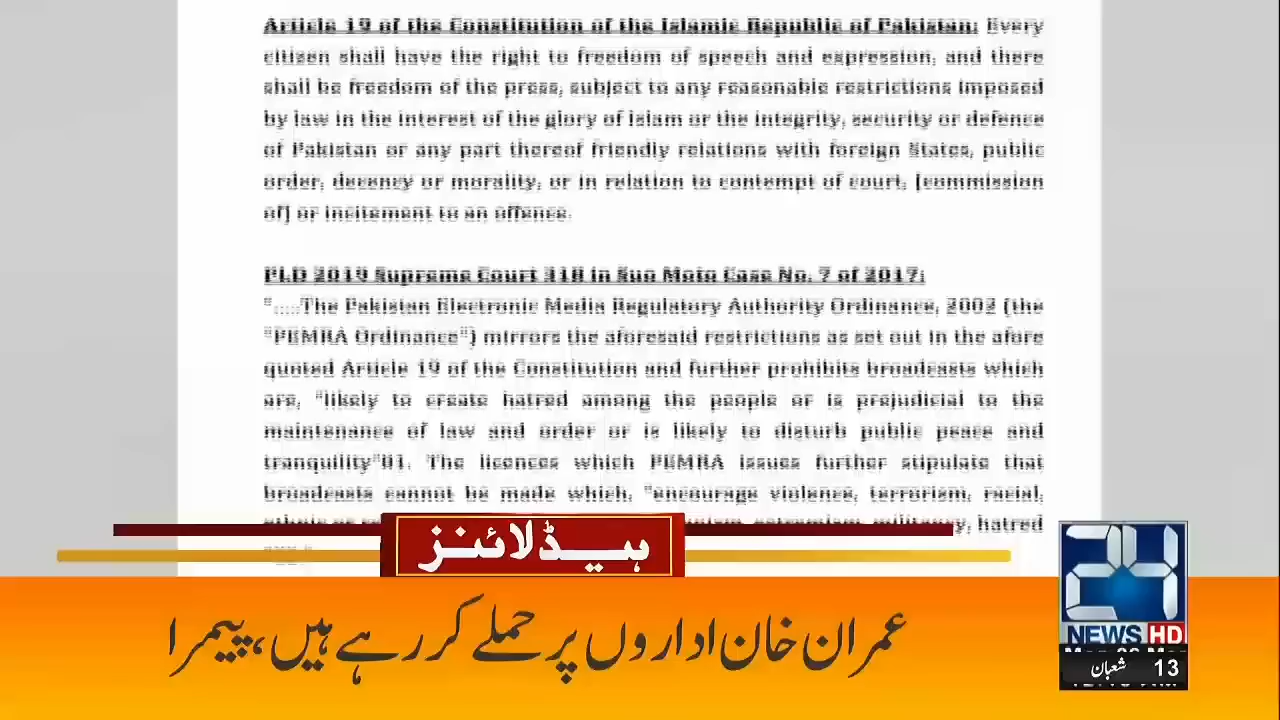 Article 19 of the Constitution of the Islamic Republic of Pakistan: Every
citizen shall have the right to freedom of speech and expression, and there
shall be freedom of the press, subject to any reasonable restrictions imposed
by law in the interest of the glory of Islam or the integrity, security or defence
of Pakistan or any part thereof friendly relations with foreign States, public
order, decency or morality, or in relation to contempt of court, [commission
of] or incitement to an offence.
PLD 2019 Supreme Court 318 in Suo Moto Case No. 7 of 2017:
".....The Pakistan Electronic Media Regulatory Authority Ordinance, 2002 (the
"PEMRA Ordinance") mirrors the aforesaid restrictions as set out in the afore
quoted Article 19 of the Constitution and further prohibits broadcasts which
are, "likely to create hatred among the people or is prejudicial to the
maintenance of law and order or is likely to disturb public peace and
tranquility"01. The licences which PEMRA issues further stipulate that
broadcasts cannot be made which, "encourage violence, terrorism, racial,
extremism, militancy, hatred
ہیڈلائنز
عمران خان اداروں پر حملے کر رہے ہیں، پیمرا
24
NEWS HD
13 شعبان